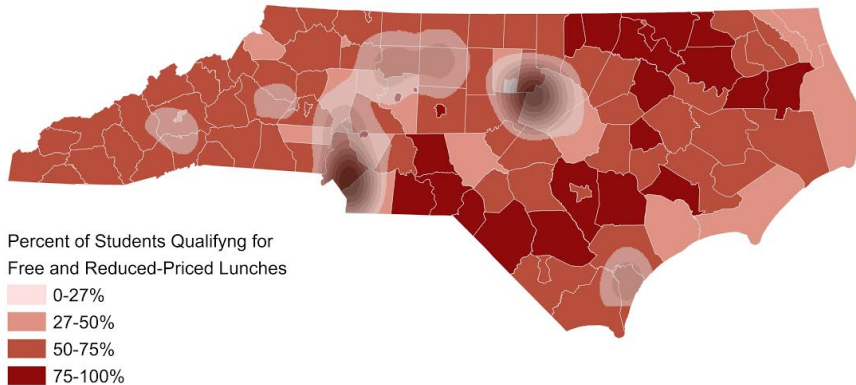 Percent of Students Qualifyng for
Free and Reduced-Priced Lunches
0-27%
27-50%
50-75%
75-100%